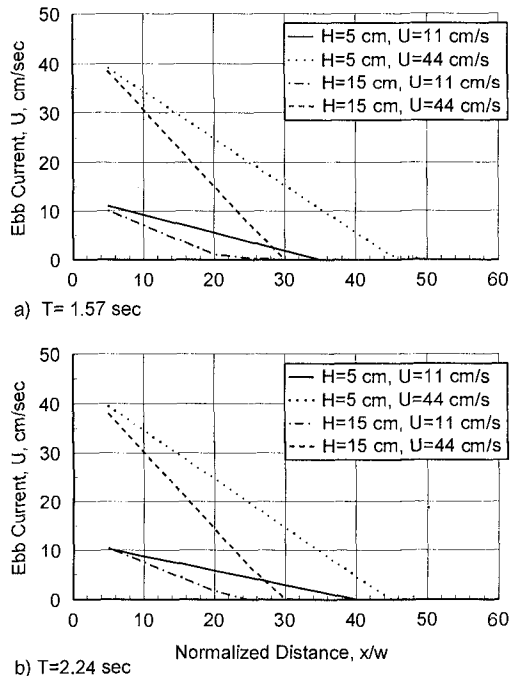 50
40
30
20
10
0
Ebb Current, U, cm/sec
H=5 cm, U=11 cm/s
H=5 cm, U=44 cm/s
H=15 cm, U=11 cm/s
H=15 cm, U=44 cm/s
0 10 20 30 40 50 60
a) T= 1.57 sec
50
40
30
20
10
0
Ebb Current, U, cm/sec
H=5 cm, U=11 cm/s
H=5 cm, U=44 cm/s
H=15 cm, U=11 cm/s
H=15 cm, U=44 cm/s
0 10 20 30 40 50 60
Normalized Distance, x/w
b) T=2.24 sec